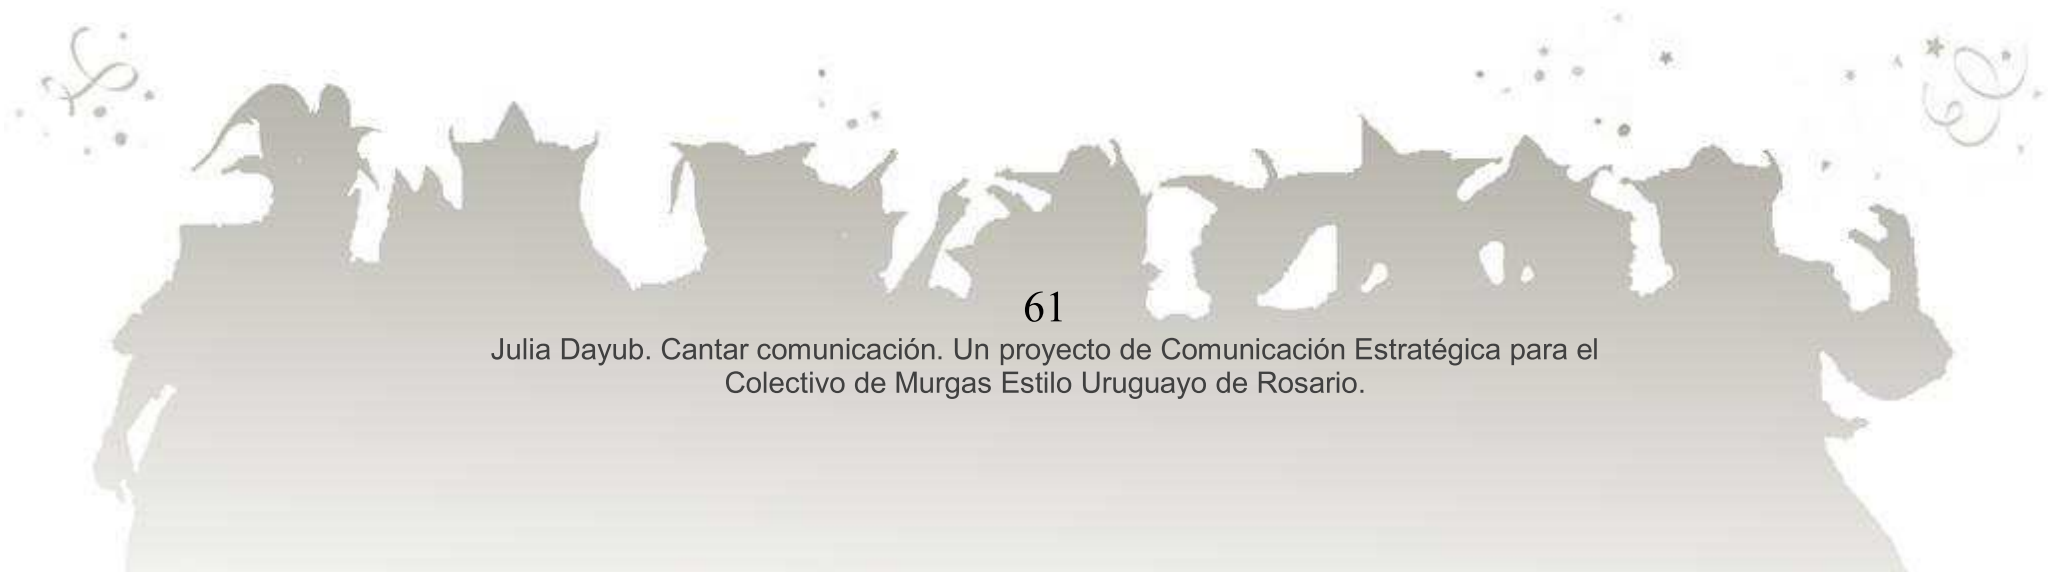 61
Julia Dayub. Cantar comunicación. Un proyecto de Comunicación Estratégica para el
Colectivo de Murgas Estilo Uruguayo de Rosario.